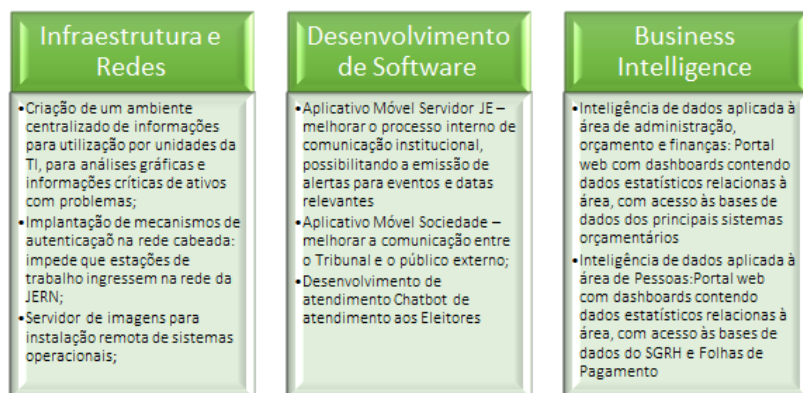 Infraestrutura e
Redes
•Criação de um ambiente
centralizado de informações
para utilização por unidades da
TI, para análises gráficas e
informações críticas de ativos
com problemas;
•Implantação de mecanismos de
autenticaçaõ na rede cabeada:
impede que estações de
trabalho ingressem na rede da
JERN;
•Servidor de imagens para
instalação remota de sistemas
operacionais;
Desenvolvimento
de Software
•Aplicativo Móvel Servidor JE –
melhorar o processo interno de
comunicação institucional,
possibilitando a emissão de
alertas para eventos e datas
relevantes
•Aplicativo Móvel Sociedade –
melhorar a comunicação entre
o Tribunal e o público externo;
•Desenvolvimento de
atendimento Chatbot de
atendimento aos Eleitores
Business
Intelligence
•Inteligência de dados aplicada à
área de administração,
orçamento e finanças: Portal
web com dashboards contendo
dados estatísticos relacionas à
área, com acesso às bases de
dados dos principais sistemas
orçamentários
•Inteligência de dados aplicada à
área de Pessoas:Portal web
com dashboards contendo
dados estatísticos relacionas à
área, com acesso às bases de
dados do SGRH e Folhas de
Pagamento